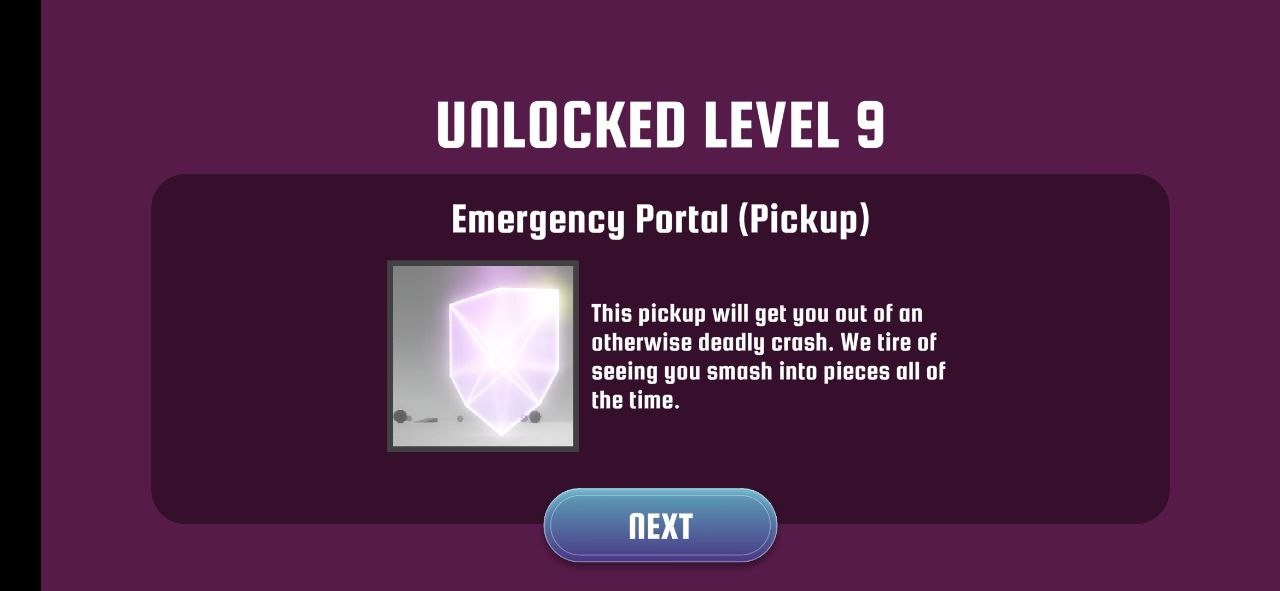 UNLOCKED LEVEL 9
Emergency Portal (Pickup)
This pickup will get you out of an
otherwise deadly crash. We tire of
seeing you smash into pieces all of
the time.
NEXT